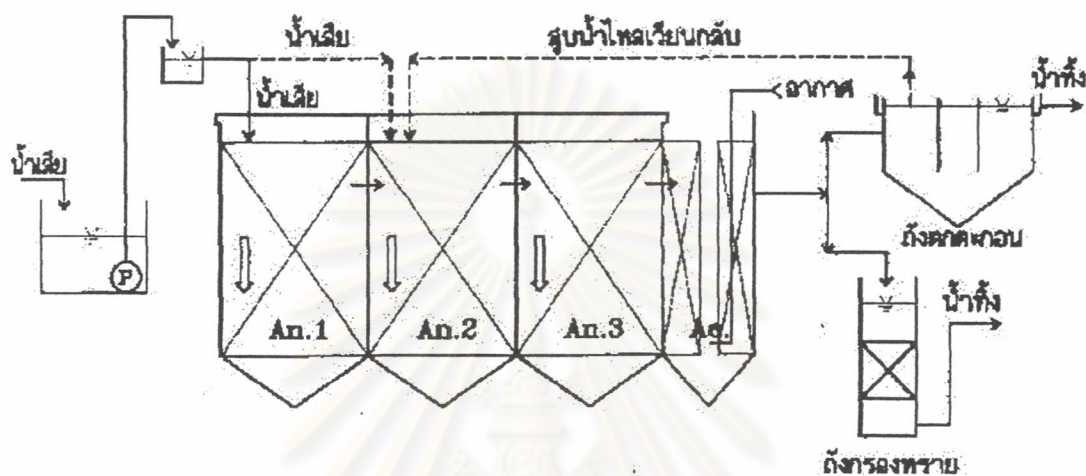 น้ำเสีย
สูบน้ำไหลเวียนกลับ
อากาศ
น้ำทิ้ง
น้ำเสีย
น้ำเสีย
P
An.1
An.2
An.3
Ae.
ถังตกตะกอน
น้ำทิ้ง
ถังกรองทราย